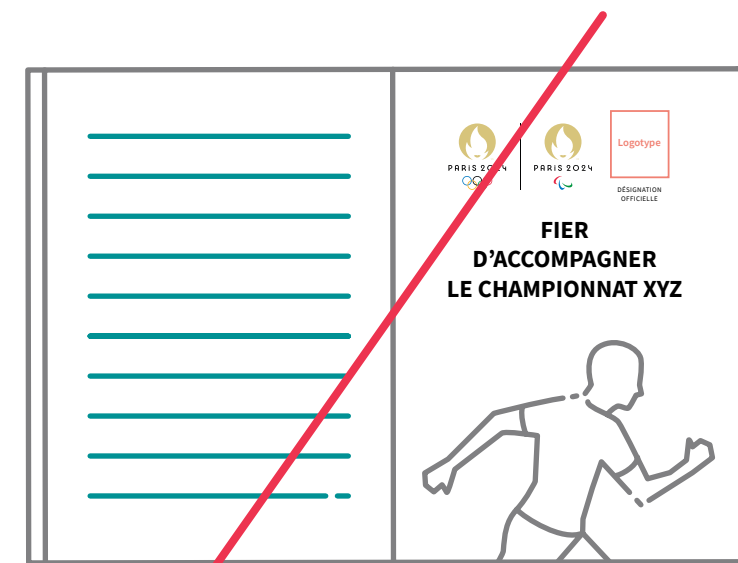 PARIS 2024
PARIS 2024
Logotype
DÉSIGNATION
OFFICIELLE
FIER
D’ACCOMPAGNER
LE CHAMPIONNAT XYZ